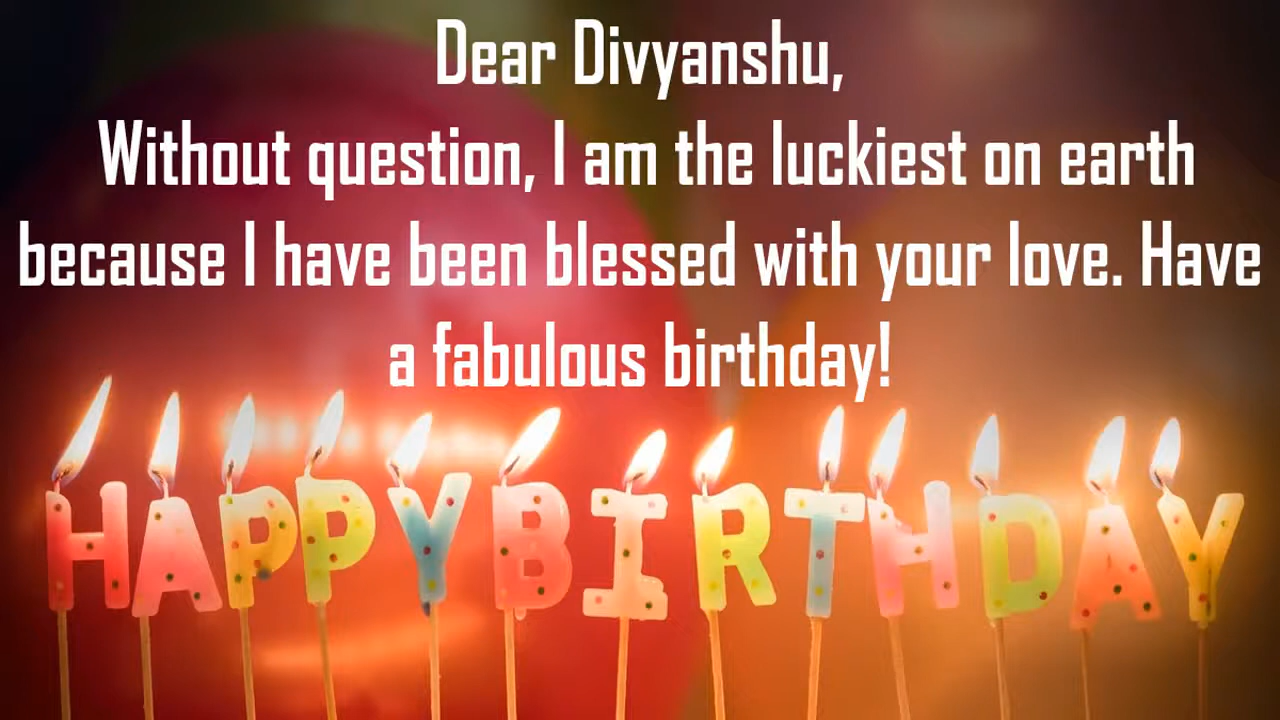 Dear Divyanshu,
Without question, I am the luckiest on earth
because I have been blessed with your love. Have
a fabulous birthday!
HAPPY BIRTHDAY